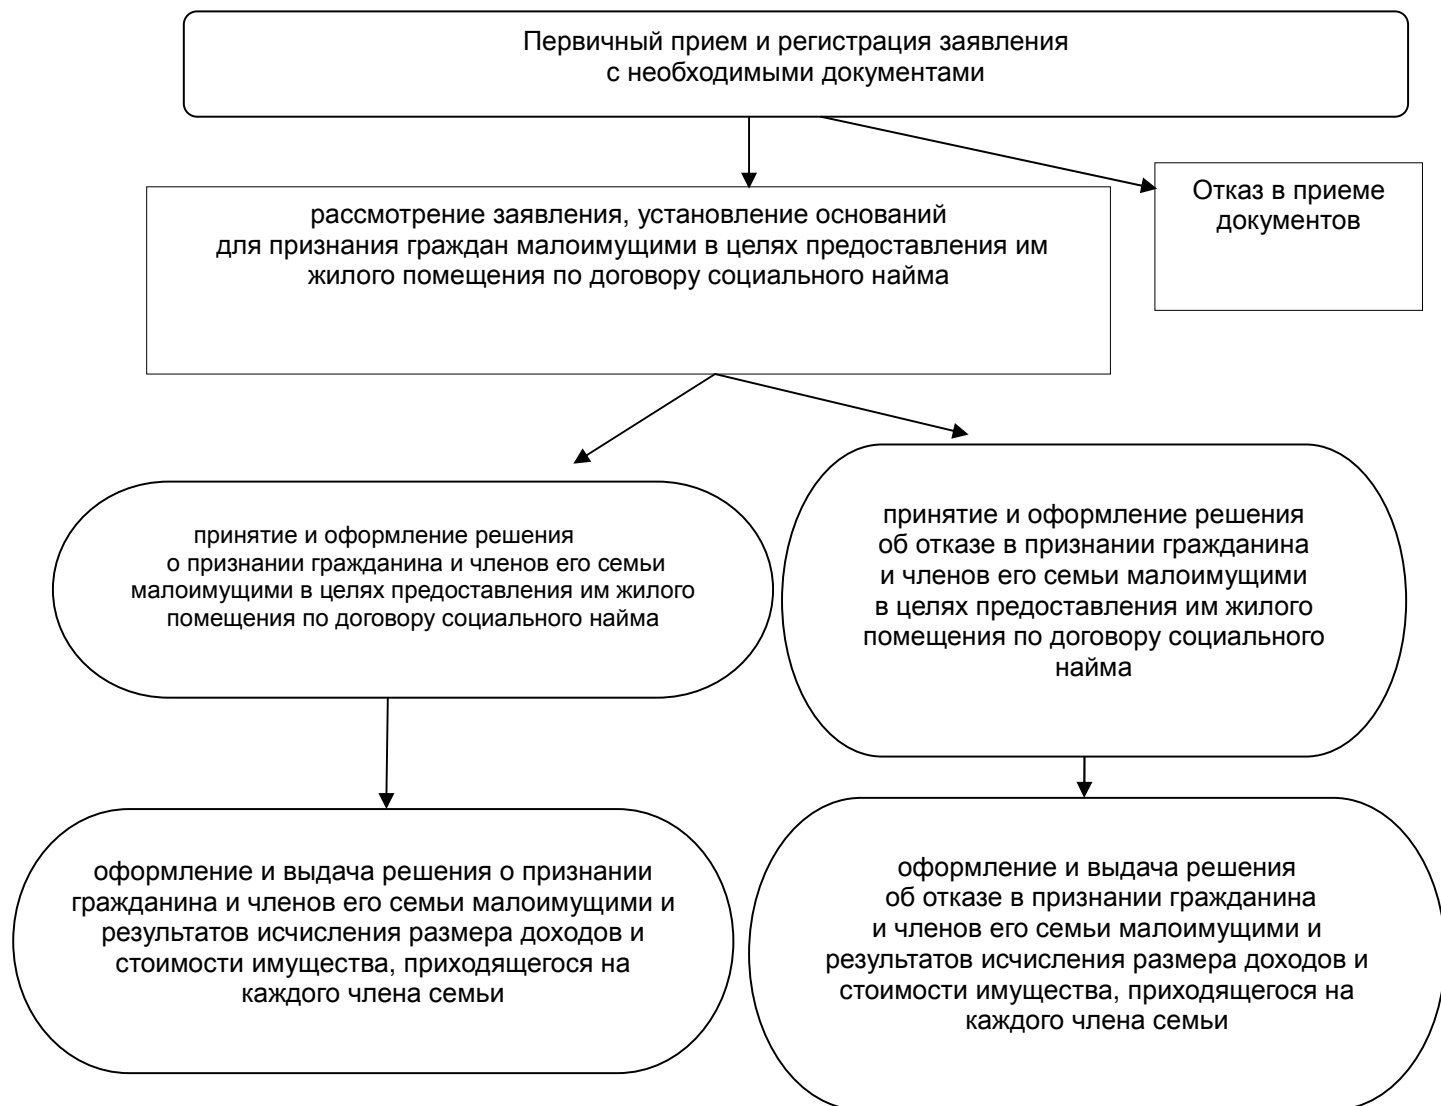 Первичный прием и регистрация заявления
с необходимыми документами
Отказ в приеме
документов
рассмотрение заявления, установление оснований
для признания граждан малоимущими в целях предоставления им
жилого помещения по договору социального найма
принятие и оформление решения
о признании гражданина и членов его семьи
малоимущими в целях предоставления им жилого
помещения по договору социального найма
принятие и оформление решения
об отказе в признании гражданина
и членов его семьи малоимущими
в целях предоставления им жилого
помещения по договору социального
найма
оформление и выдача решения о признании
гражданина и членов его семьи малоимущими и
результатов исчисления размера доходов и
стоимости имущества, приходящегося на
каждого члена семьи
оформление и выдача решения
об отказе в признании гражданина
и членов его семьи малоимущими и
результатов исчисления размера доходов и
стоимости имущества, приходящегося на
каждого члена семьи